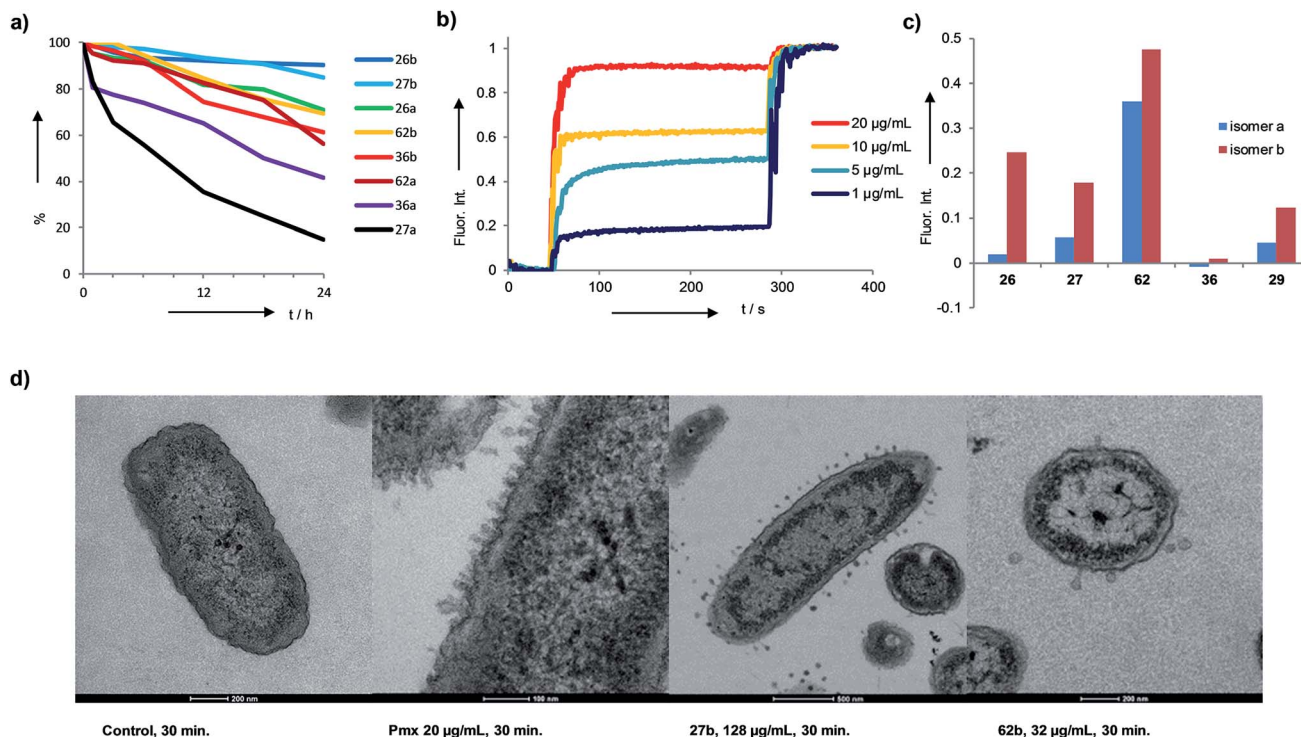 a)
100
80
60
40
20
0
%
0
12
24
t / h
26b
27b
26a
62b
36b
62a
36a
27a
b)
1
0.8
0.6
0.4
0.2
0
Fluor. Int.
0
100
200
300
400
t / s
20 µg/mL
10 µg/mL
5 µg/mL
1 µg/mL
c)
0.5
0.4
0.3
0.2
0.1
0
-0.1
Fluor. Int.
26
27
62
36
29
isomer a
isomer b
d)
200 nm
100 nm
500 nm
200 nm
Control, 30 min.
Pmx 20 µg/mL, 30 min.
27b, 128 µg/mL, 30 min.
62b, 32 µg/mL, 30 min.